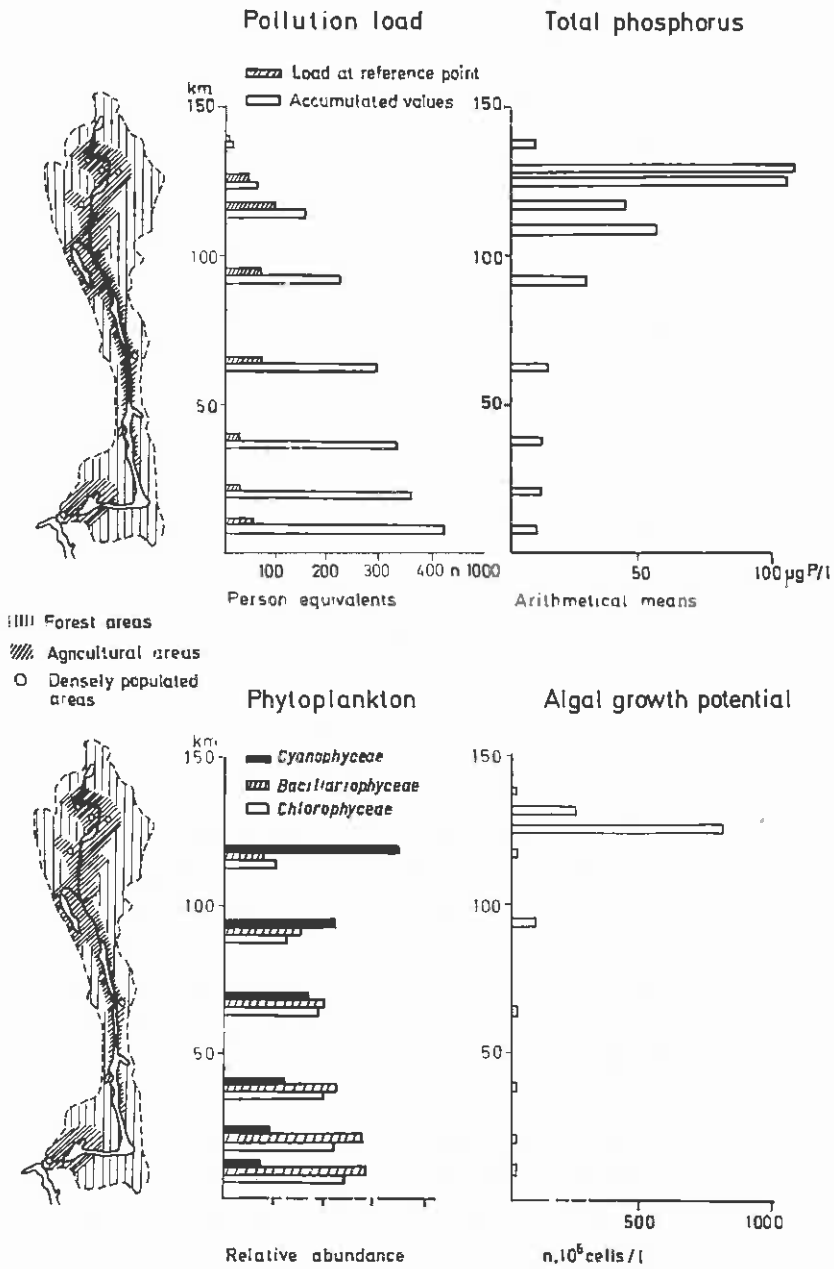 Pollution load
Load at reference point
Accumulated values
km
150
100
50
100 200 300 400 n 1000
Person equivalents
Total phosphorus
150
100
50
50 100 µg P/l
Arithmetical means
Forest areas
Agricultural areas
Densely populated
areas
Phytoplankton
km
150
Cyanophyceae
Bacillariophyceae
Chlorophyceae
100
50
Relative abundance
Algal growth potential
150
100
50
500 1000